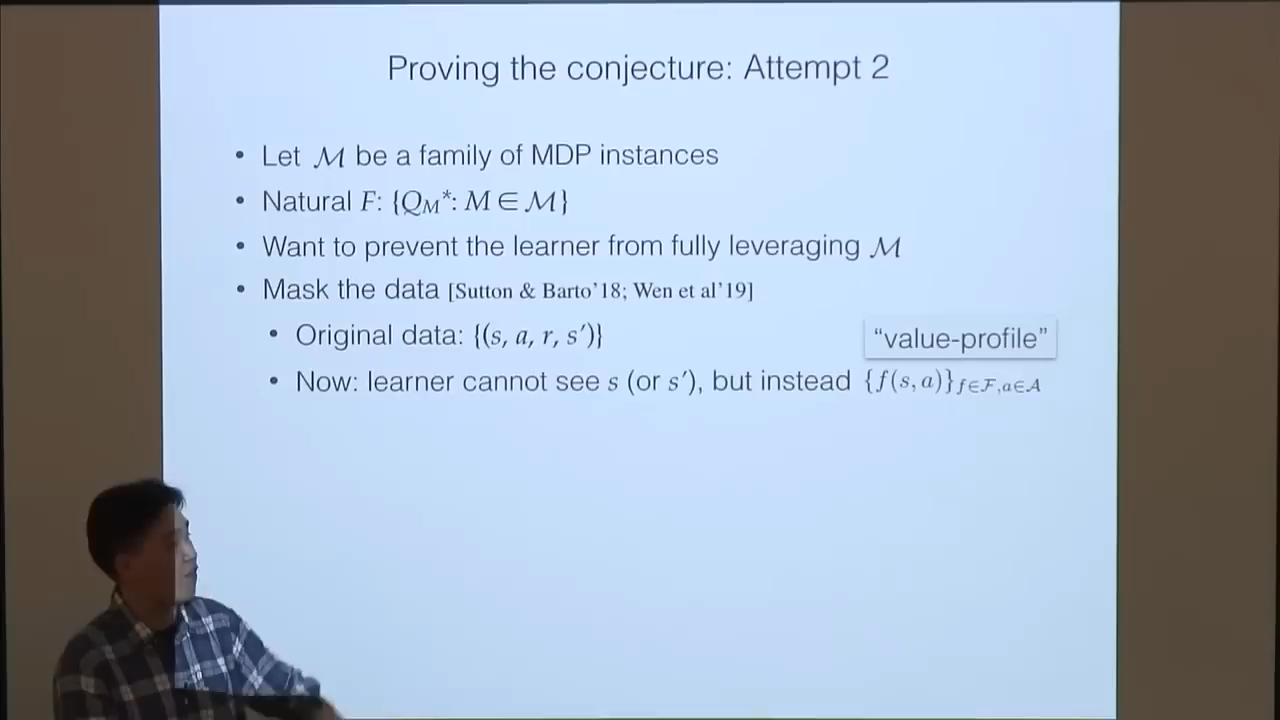 Proving the conjecture: Attempt 2
• Let ℳ be a family of MDP instances
• Natural F: {Q_M*: M ∈ ℳ}
• Want to prevent the learner from fully leveraging ℳ
• Mask the data [Sutton & Barto’18; Wen et al’19]
• Original data: {(s, a, r, s′)}
“value-profile”
• Now: learner cannot see s (or s′), but instead {f(s, a)}_{f∈ℱ,a∈𝒜}